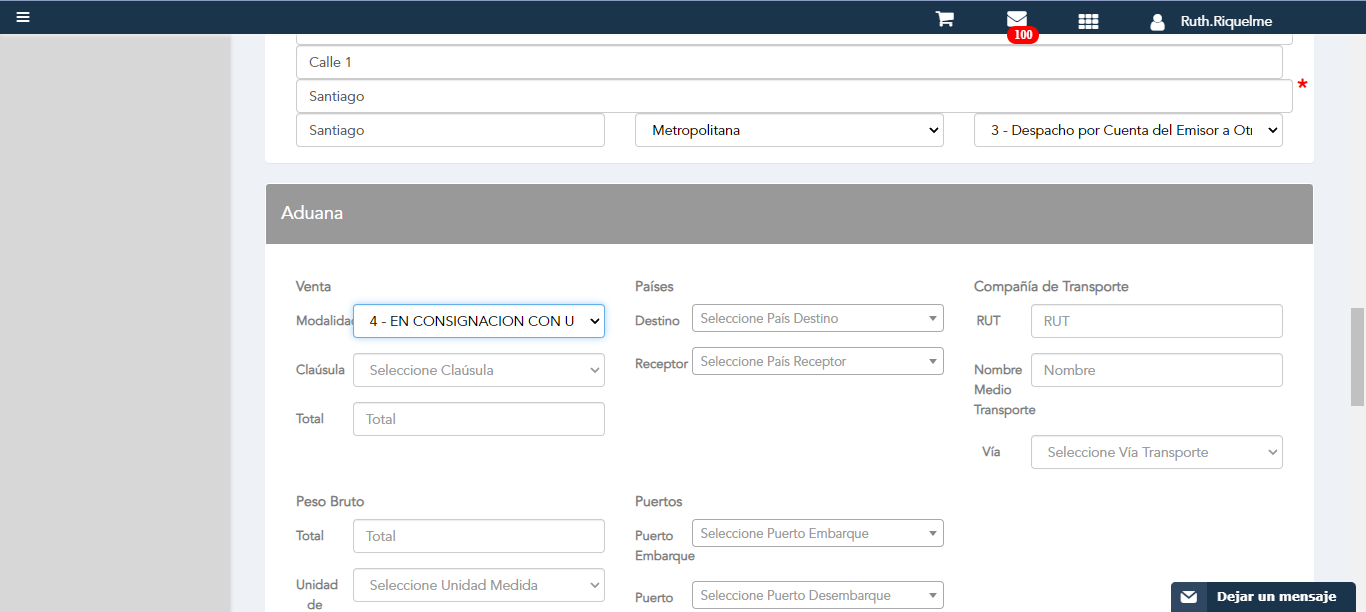 Ruth.Riquelme
100
Calle 1
Santiago
*
Santiago
Metropolitana
3 - Despacho por Cuenta del Emisor a Otr
Aduana
Venta
Modalidad
4 - EN CONSIGNACION CON U
Claúsula
Seleccione Claúsula
Total
Total
Países
Destino
Seleccione País Destino
Receptor
Seleccione País Receptor
Compañía de Transporte
RUT
RUT
Nombre
Medio
Transporte
Nombre
Vía
Seleccione Vía Transporte
Peso Bruto
Total
Total
Unidad
de
Seleccione Unidad Medida
Puertos
Puerto
Embarque
Seleccione Puerto Embarque
Puerto
Seleccione Puerto Desembarque
Dejar un mensaje